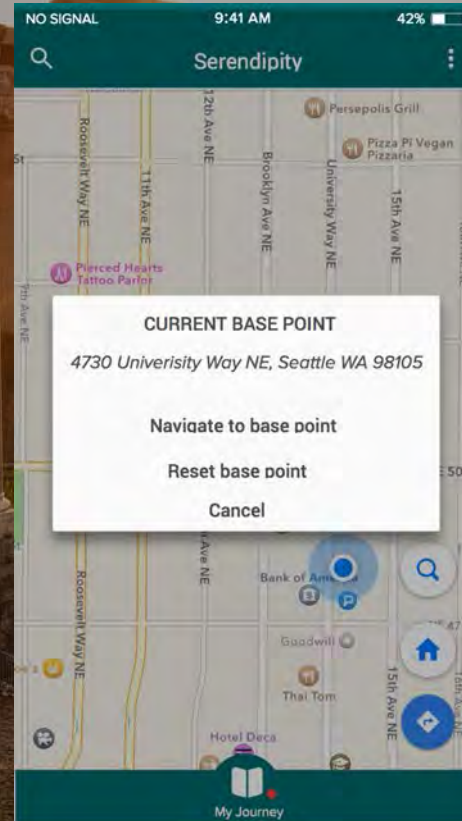 NO SIGNAL 9:41 AM 42%
Serendipity
12th Ave NE
Persepolis Grill
Roosevelt Way NE
Pizza Pi Vegan
Pizzaria
St
11th Ave NE
Brooklyn Ave NE
University Way NE
15th Ave NE
Pierced Hearts
Tattoo Parlor
CURRENT BASE POINT
4730 Univerisity Way NE, Seattle WA 98105
Navigate to base point
Reset base point
Cancel
Ave NE
Bank of America
P
Roosevelt Way NE
Goodwill
15th Ave NE
Thai Tom
Hotel Deca
My Journey